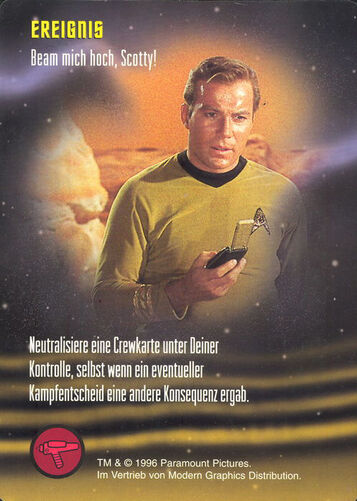 EREIGNIS
Beam mich hoch, Scotty!
Neutralisiere eine Crewkarte unter Deiner
Kontrolle, selbst wenn ein eventueller
Kampfentscheid eine andere Konsequenz ergab.
TM & © 1996 Paramount Pictures.
Im Vertrieb von Modern Graphics Distribution.